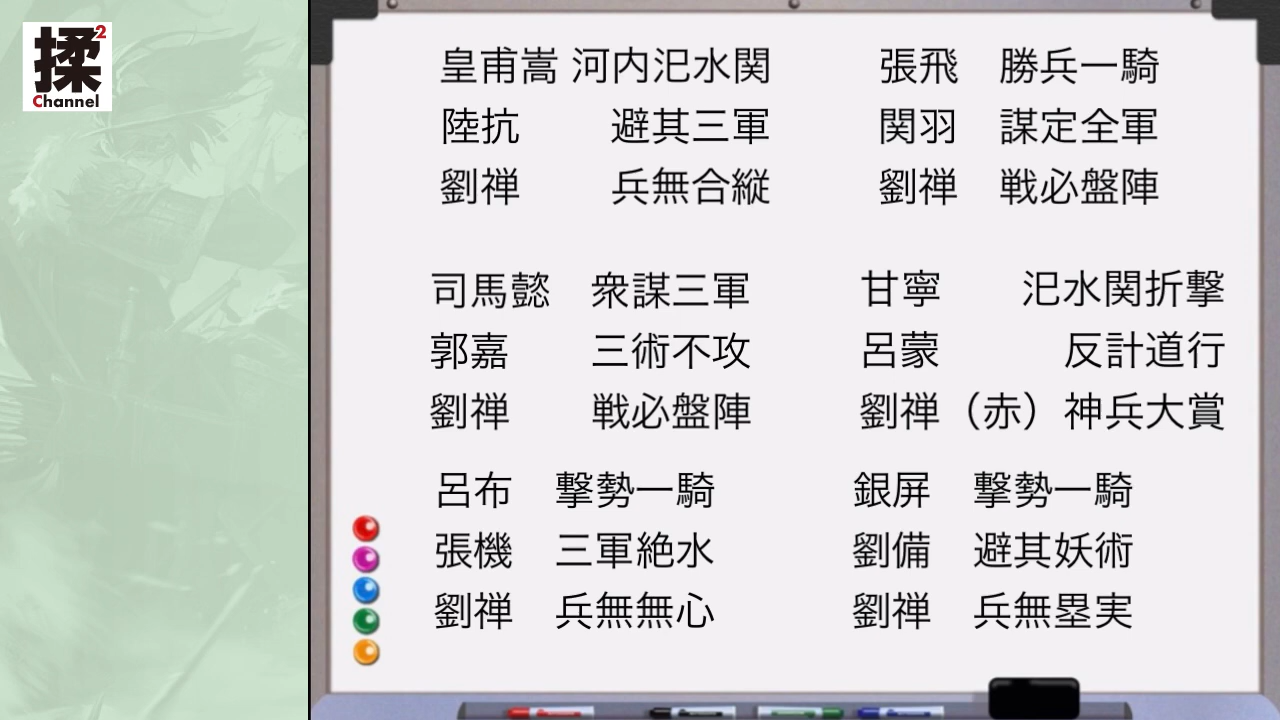 揉2
Channel
皇甫嵩 河内汜水関
陸抗 避其三軍
劉禅 兵無合縦
張飛 勝兵一騎
関羽 謀定全軍
劉禅 戦必盤陣
司馬懿 衆謀三軍
郭嘉 三術不攻
劉禅 戦必盤陣
甘寧 汜水関折撃
呂蒙 反計道行
劉禅（赤）神兵大賞
呂布 撃勢一騎
張機 三軍絶水
劉禅 兵無無心
銀屏 撃勢一騎
劉備 避其妖術
劉禅 兵無塁実